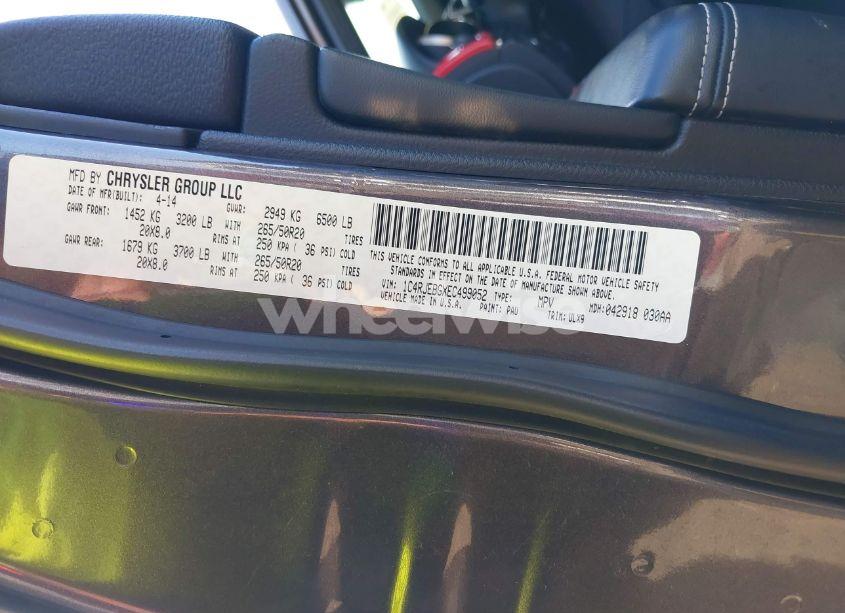 MFD BY CHRYSLER GROUP LLC
DATE OF MFR(BUILT): 4-14 GVWR: 2949 KG 6500 LB
GAWR FRONT: 1452 KG 3200 LB WITH 265/50R20 TIRES
20X8.0 RIMS AT 250 KPA ( 36 PSI) COLD
GAWR REAR: 1679 KG 3700 LB WITH 265/50R20 TIRES
20X8.0 RIMS AT 250 KPA ( 36 PSI) COLD
THIS VEHICLE CONFORMS TO ALL APPLICABLE U.S.A. FEDERAL MOTOR VEHICLE SAFETY
STANDARDS IN EFFECT ON THE DATE OF MANUFACTURE SHOWN ABOVE.
VIN: 1C4RJEBGXEC499052 TYPE: MPV MDH:042918 030AA
VEHICLE MADE IN U.S.A. PAINT: PAU TRIM: ULX9
wheelwise